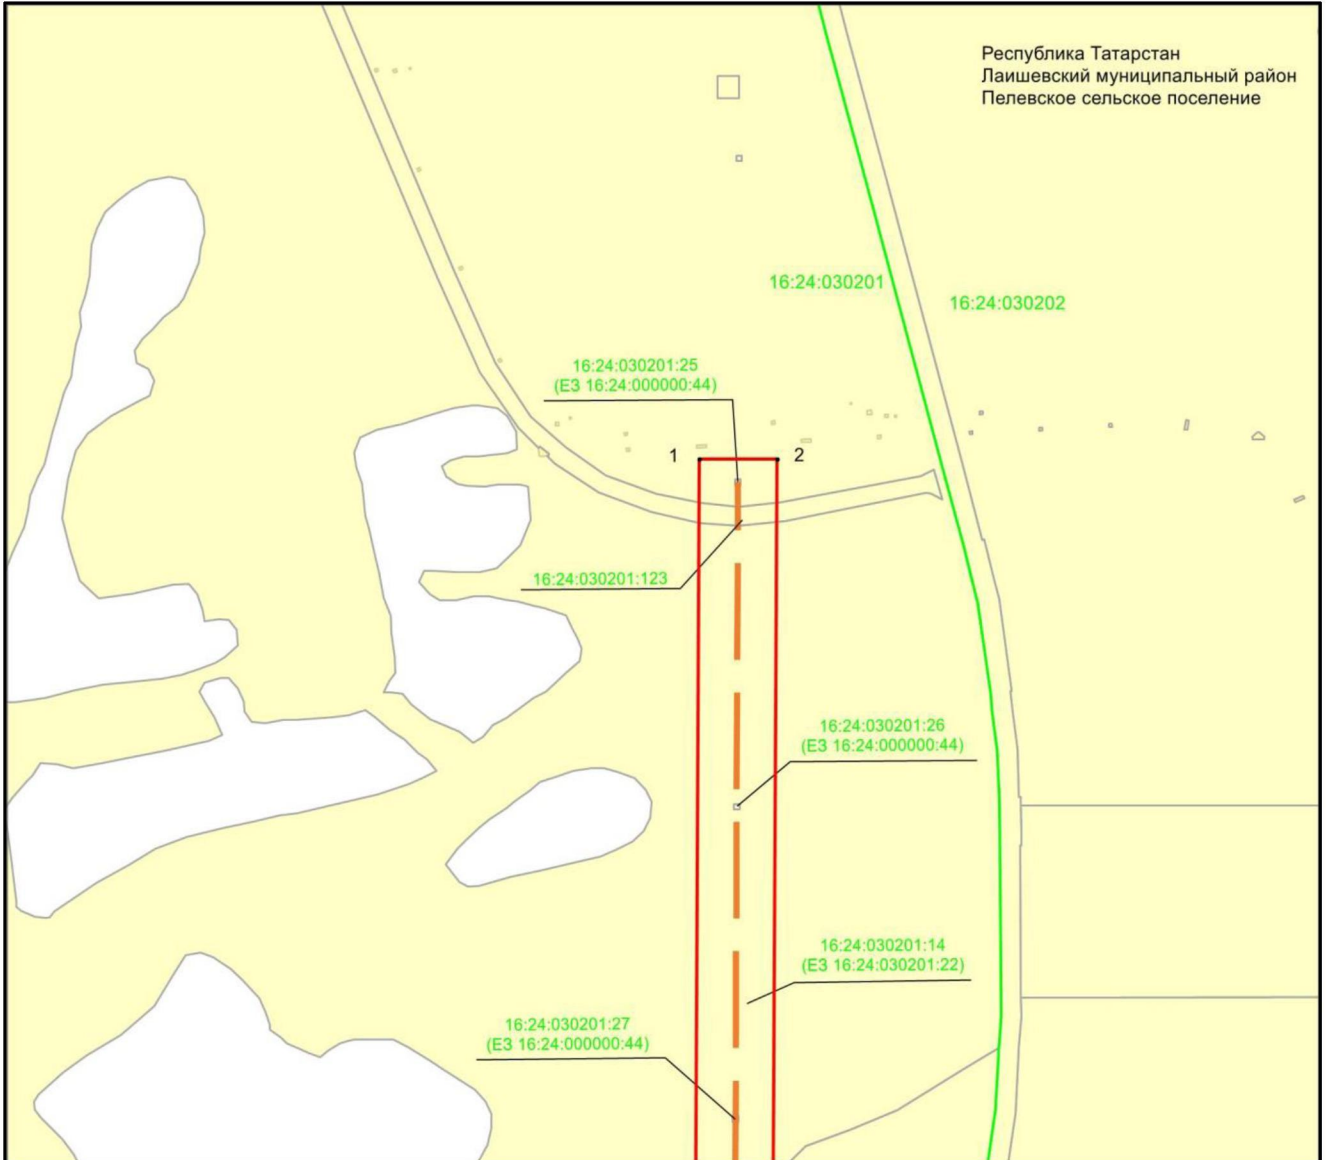 Республика Татарстан
Лаишевский муниципальный район
Пелевское сельское поселение
16:24:030201
16:24:030202
16:24:030201:25
(ЕЗ 16:24:000000:44)
1
2
16:24:030201:123
16:24:030201:26
(ЕЗ 16:24:000000:44)
16:24:030201:14
(ЕЗ 16:24:030201:22)
16:24:030201:27
(ЕЗ 16:24:000000:44)